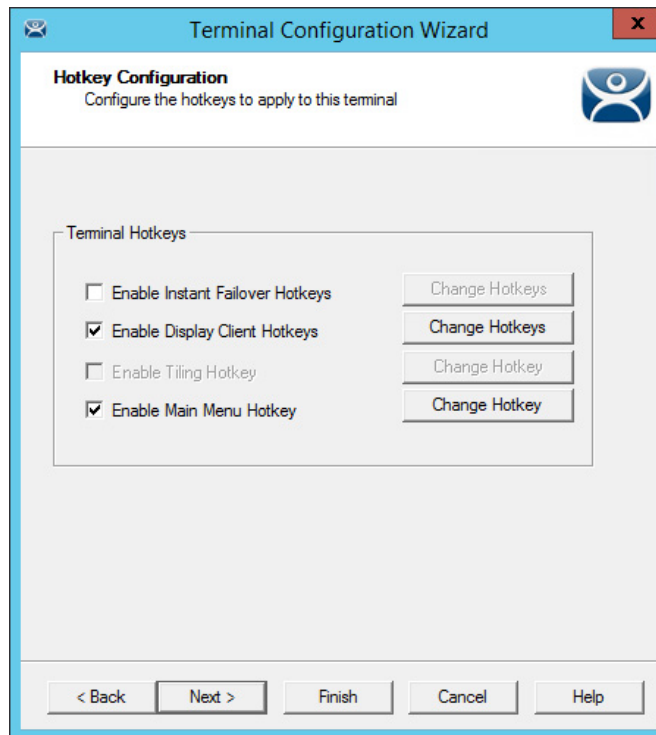 Terminal Configuration Wizard
x
Hotkey Configuration
Configure the hotkeys to apply to this terminal
Terminal Hotkeys
Enable Instant Failover Hotkeys Change Hotkeys
Enable Display Client Hotkeys Change Hotkeys
Enable Tiling Hotkey Change Hotkey
Enable Main Menu Hotkey Change Hotkey
< Back Next > Finish Cancel Help